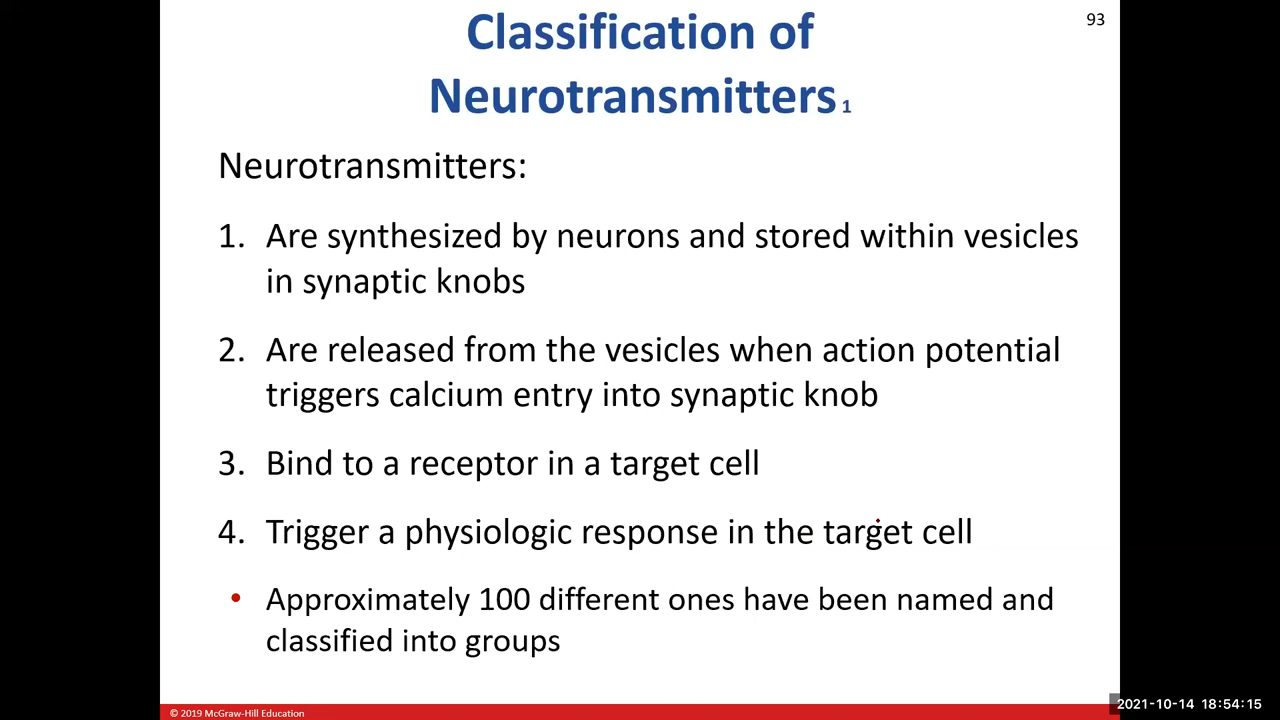 93
Classification of
Neurotransmitters 1
Neurotransmitters:
1. Are synthesized by neurons and stored within vesicles
in synaptic knobs
2. Are released from the vesicles when action potential
triggers calcium entry into synaptic knob
3. Bind to a receptor in a target cell
4. Trigger a physiologic response in the target cell
• Approximately 100 different ones have been named and
classified into groups
© 2019 McGraw-Hill Education
2021-10-14 18:54:15